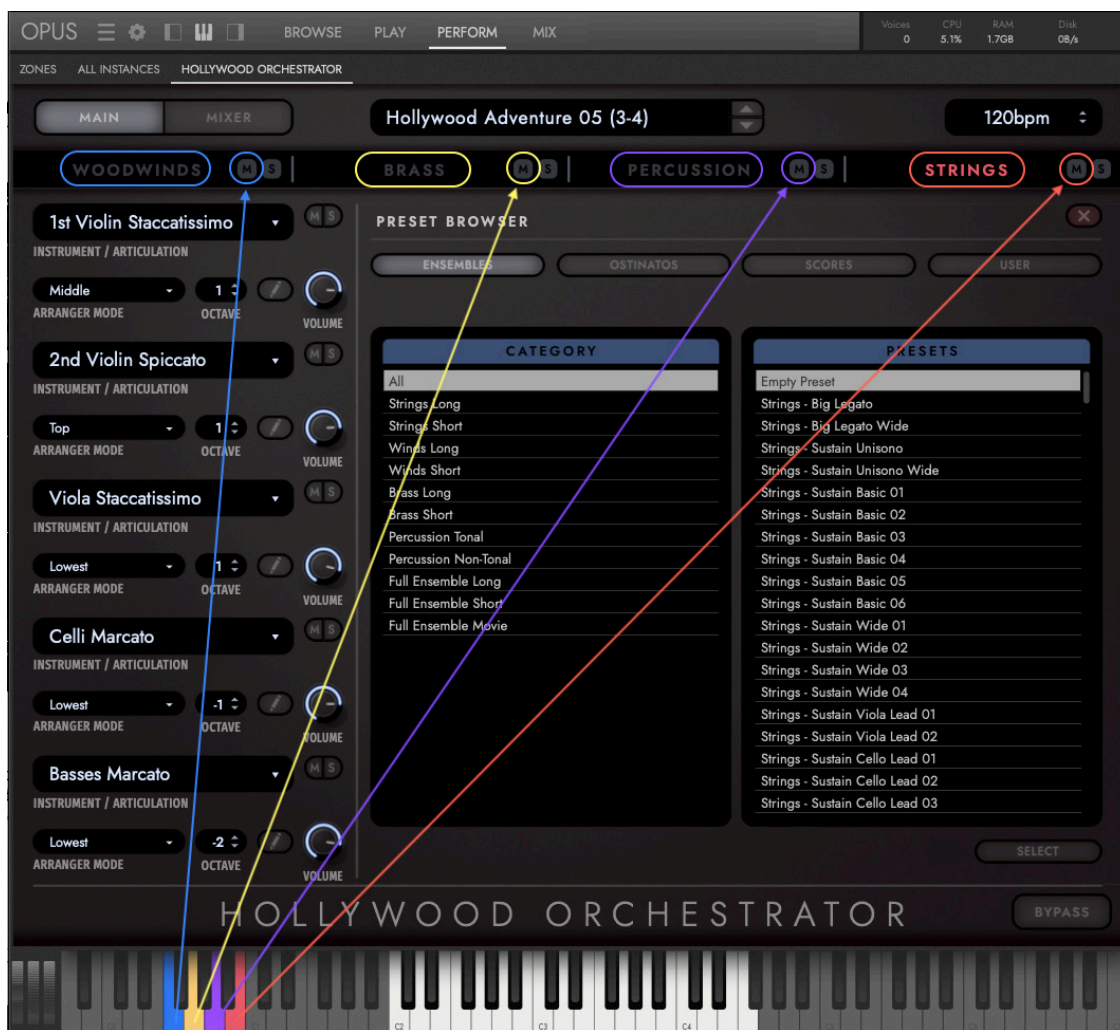 OPUS BROWSE PLAY PERFORM MIX Voices CPU RAM Disk
0 5.1% 1.7GB 0B/s
ZONES ALL INSTANCES HOLLYWOOD ORCHESTRATOR
MAIN MIXER Hollywood Adventure 05 (3-4) 120bpm
WOODWINDS M S BRASS M S PERCUSSION M S STRINGS M S
1st Violin Staccatissimo M S PRESET BROWSER
INSTRUMENT / ARTICULATION
ENSEMBLES OSTINATOS SCORES USER
Middle 1
ARRANGER MODE OCTAVE VOLUME
2nd Violin Spiccato M S
INSTRUMENT / ARTICULATION
Top 1
ARRANGER MODE OCTAVE VOLUME
Viola Staccatissimo M S
INSTRUMENT / ARTICULATION
Lowest 1
ARRANGER MODE OCTAVE VOLUME
Celli Marcato M S
INSTRUMENT / ARTICULATION
Lowest -1
ARRANGER MODE OCTAVE VOLUME
Basses Marcato M S
INSTRUMENT / ARTICULATION
Lowest -2
ARRANGER MODE OCTAVE VOLUME
CATEGORY
All
Strings Long
Strings Short
Winds Long
Winds Short
Brass Long
Brass Short
Percussion Tonal
Percussion Non-Tonal
Full Ensemble Long
Full Ensemble Short
Full Ensemble Movie
PRESETS
Empty Preset
Strings - Big Legato
Strings - Big Legato Wide
Strings - Sustain Unisono
Strings - Sustain Unisono Wide
Strings - Sustain Basic 01
Strings - Sustain Basic 02
Strings - Sustain Basic 03
Strings - Sustain Basic 04
Strings - Sustain Basic 05
Strings - Sustain Basic 06
Strings - Sustain Wide 01
Strings - Sustain Wide 02
Strings - Sustain Wide 03
Strings - Sustain Wide 04
Strings - Sustain Viola Lead 01
Strings - Sustain Viola Lead 02
Strings - Sustain Cello Lead 01
Strings - Sustain Cello Lead 02
Strings - Sustain Cello Lead 03
SELECT
HOLLYWOOD ORCHESTRATOR BYPASS
C2 C3 C4